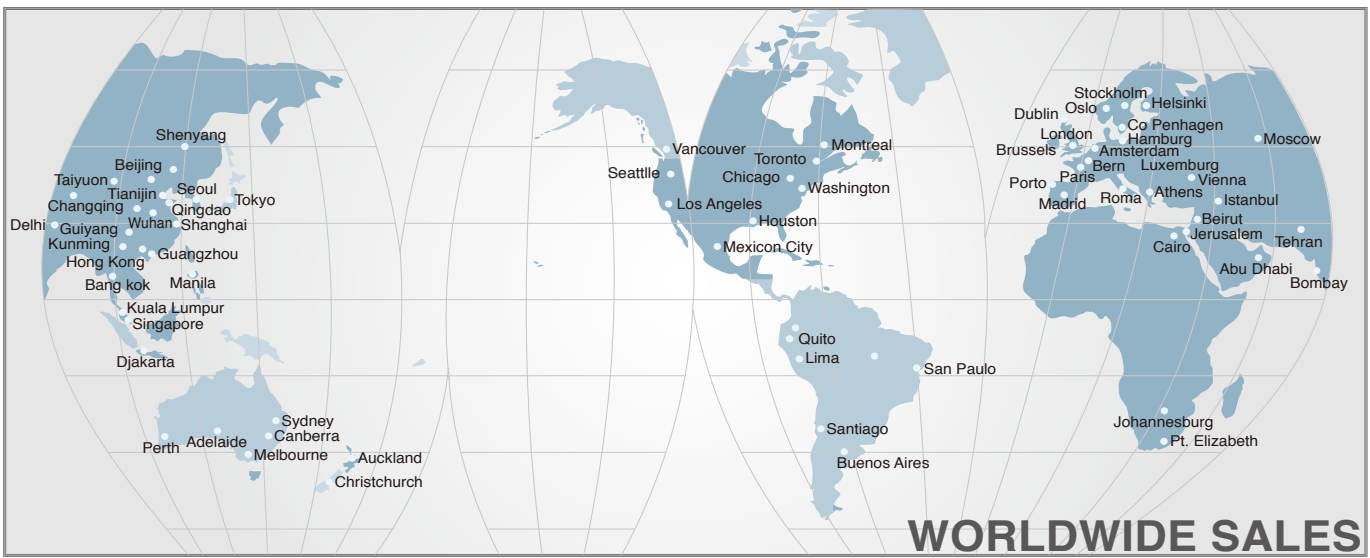 Shenyang
Beijing
Taiyuon
Tianijin
Seoul
Changqing
Qingdao
Tokyo
Delhi
Guiyang
Wuhan
Shanghai
Kunming
Guangzhou
Hong Kong
Bang kok
Manila
Kuala Lumpur
Singapore
Djakarta
Sydney
Canberra
Adelaide
Perth
Melbourne
Auckland
Christchurch
Vancouver
Seattlle
Los Angeles
Montreal
Toronto
Chicago
Washington
Houston
Mexicon City
Quito
Lima
San Paulo
Santiago
Buenos Aires
Stockholm
Oslo
Helsinki
Dublin
Co Penhagen
London
Hamburg
Moscow
Brussels
Amsterdam
Bern
Luxemburg
Paris
Vienna
Porto
Madrid
Roma
Athens
Istanbul
Beirut
Jerusalem
Cairo
Tehran
Abu Dhabi
Bombay
Johannesburg
Pt. Elizabeth
WORLDWIDE SALES